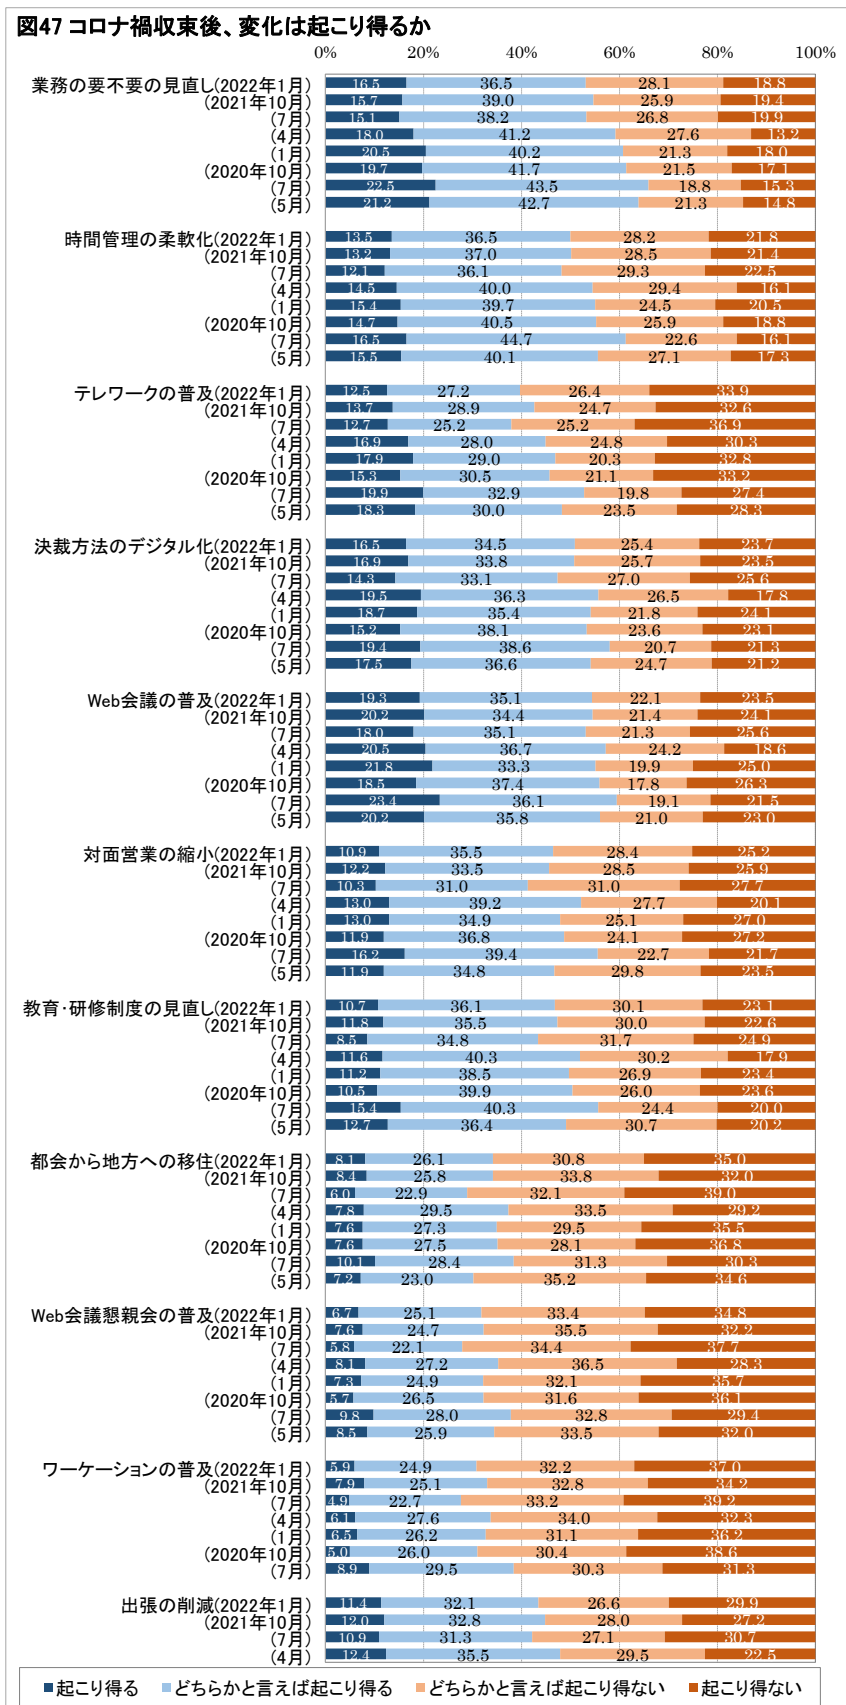 図47 コロナ禍収束後、変化は起こり得るか
0% 20% 40% 60% 80% 100%
業務の要不要の見直し(2022年1月) 16.5 36.5 28.1 18.8
(2021年10月) 15.7 39.0 25.9 19.4
(7月) 15.1 38.2 26.8 19.9
(4月) 18.0 41.2 27.6 13.2
(1月) 20.5 40.2 21.3 18.0
(2020年10月) 19.7 41.7 21.5 17.1
(7月) 22.5 43.5 18.8 15.3
(5月) 21.2 42.7 21.3 14.8
時間管理の柔軟化(2022年1月) 13.5 36.5 28.2 21.8
(2021年10月) 13.2 37.0 28.5 21.4
(7月) 12.1 36.1 29.3 22.5
(4月) 14.5 40.0 29.4 16.1
(1月) 15.4 39.7 24.5 20.5
(2020年10月) 14.7 40.5 25.9 18.8
(7月) 16.5 44.7 22.6 16.1
(5月) 15.5 40.1 27.1 17.3
テレワークの普及(2022年1月) 12.5 27.2 26.4 33.9
(2021年10月) 13.7 28.9 24.7 32.6
(7月) 12.7 25.2 25.2 36.9
(4月) 16.9 28.0 24.8 30.3
(1月) 17.9 29.0 20.3 32.8
(2020年10月) 15.3 30.5 21.1 33.2
(7月) 19.9 32.9 19.8 27.4
(5月) 18.3 30.0 23.5 28.3
決裁方法のデジタル化(2022年1月) 16.5 34.5 25.4 23.7
(2021年10月) 16.9 33.8 25.7 23.5
(7月) 14.3 33.1 27.0 25.6
(4月) 19.5 36.3 26.5 17.8
(1月) 18.7 35.4 21.8 24.1
(2020年10月) 15.2 38.1 23.6 23.1
(7月) 19.4 38.6 20.7 21.3
(5月) 17.5 36.6 24.7 21.2
Web会議の普及(2022年1月) 19.3 35.1 22.1 23.5
(2021年10月) 20.2 34.4 21.4 24.1
(7月) 18.0 35.1 21.3 25.6
(4月) 20.5 36.7 24.2 18.6
(1月) 21.8 33.3 19.9 25.0
(2020年10月) 18.5 37.4 17.8 26.3
(7月) 23.4 36.1 19.1 21.5
(5月) 20.2 35.8 21.0 23.0
対面営業の縮小(2022年1月) 10.9 35.5 28.4 25.2
(2021年10月) 12.2 33.5 28.5 25.9
(7月) 10.3 31.0 31.0 27.7
(4月) 13.0 39.2 27.7 20.1
(1月) 13.0 34.9 25.1 27.0
(2020年10月) 11.9 36.8 24.1 27.2
(7月) 16.2 39.4 22.7 21.7
(5月) 11.9 34.8 29.8 23.5
教育･研修制度の見直し(2022年1月) 10.7 36.1 30.1 23.1
(2021年10月) 11.8 35.5 30.0 22.6
(7月) 8.5 34.8 31.7 24.9
(4月) 11.6 40.3 30.2 17.9
(1月) 11.2 38.5 26.9 23.4
(2020年10月) 10.5 39.9 26.0 23.6
(7月) 15.4 40.3 24.4 20.0
(5月) 12.7 36.4 30.7 20.2
都会から地方への移住(2022年1月) 8.1 26.1 30.8 35.0
(2021年10月) 8.4 25.8 33.8 32.0
(7月) 6.0 22.9 32.1 39.0
(4月) 7.8 29.5 33.5 29.2
(1月) 7.6 27.3 29.5 35.5
(2020年10月) 7.6 27.5 28.1 36.8
(7月) 10.1 28.4 31.3 30.3
(5月) 7.2 23.0 35.2 34.6
Web会議懇親会の普及(2022年1月) 6.7 25.1 33.4 34.8
(2021年10月) 7.6 24.7 35.5 32.2
(7月) 5.8 22.1 34.4 37.7
(4月) 8.1 27.2 36.5 28.3
(1月) 7.3 24.9 32.1 35.7
(2020年10月) 5.7 26.5 31.6 36.1
(7月) 9.8 28.0 32.8 29.4
(5月) 8.5 25.9 33.5 32.0
ワーケーションの普及(2022年1月) 5.9 24.9 32.2 37.0
(2021年10月) 7.9 25.1 32.8 34.2
(7月) 4.9 22.7 33.2 39.2
(4月) 6.1 27.6 34.0 32.3
(1月) 6.5 26.2 31.1 36.2
(2020年10月) 5.0 26.0 30.4 38.6
(7月) 8.9 29.5 30.3 31.3
出張の削減(2022年1月) 11.4 32.1 26.6 29.9
(2021年10月) 12.0 32.8 28.0 27.2
(7月) 10.9 31.3 27.1 30.7
(4月) 12.4 35.5 29.5 22.5
起こり得る どちらかと言えば起こり得る どちらかと言えば起こり得ない 起こり得ない